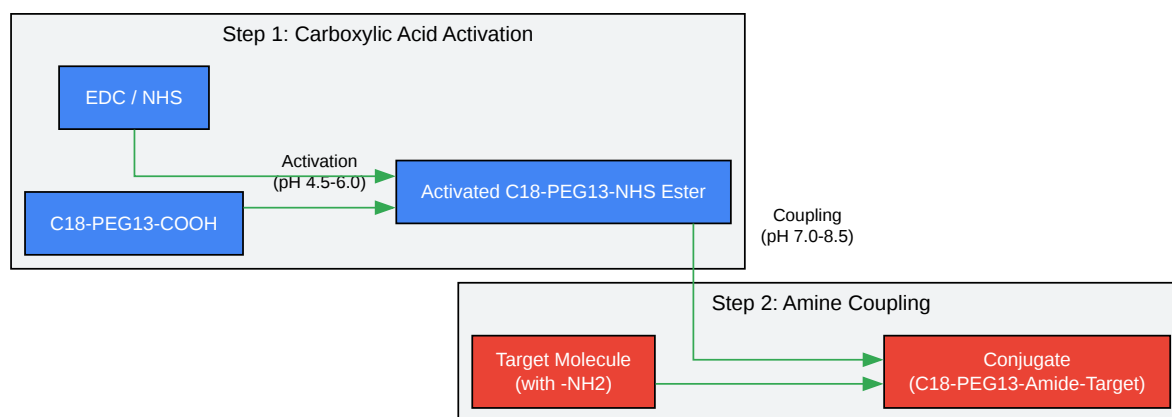 Step 1: Carboxylic Acid Activation
EDC / NHS
Activation
(pH 4.5-6.0)
Activated C18-PEG13-NHS Ester
C18-PEG13-COOH
Coupling
(pH 7.0-8.5)
Step 2: Amine Coupling
Target Molecule
(with -NH2)
Conjugate
(C18-PEG13-Amide-Target)